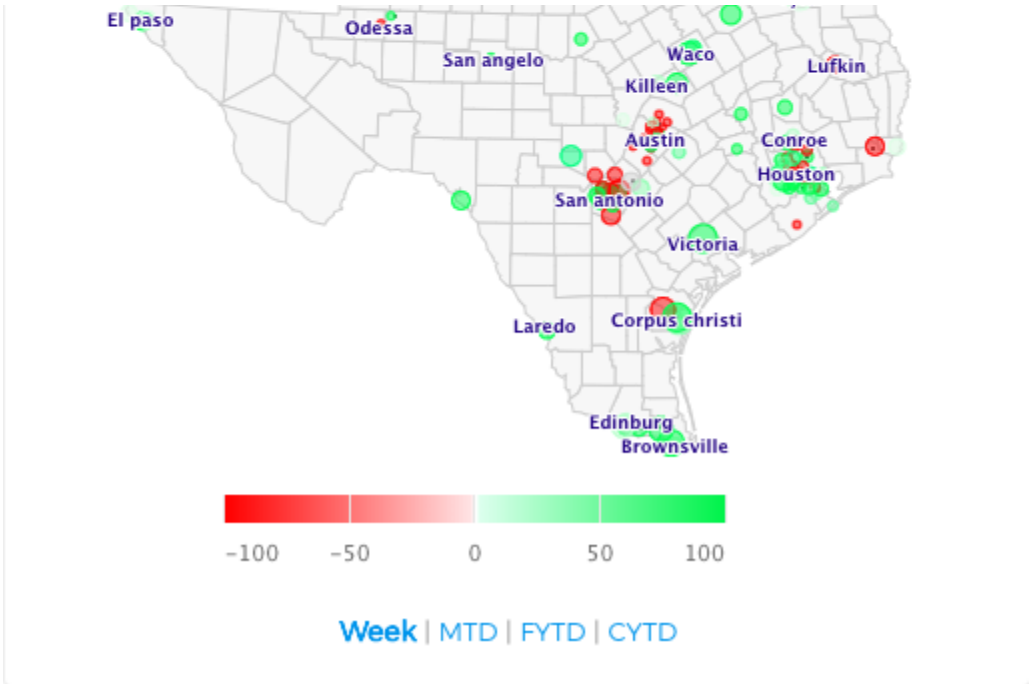 El paso
Odessa
San angelo
Waco
Lufkin
Killeen
Austin
Conroe
Houston
San antonio
Victoria
Laredo
Corpus christi
Edinburg
Brownsville
-100 -50 0 50 100
Week | MTD | FYTD | CYTD